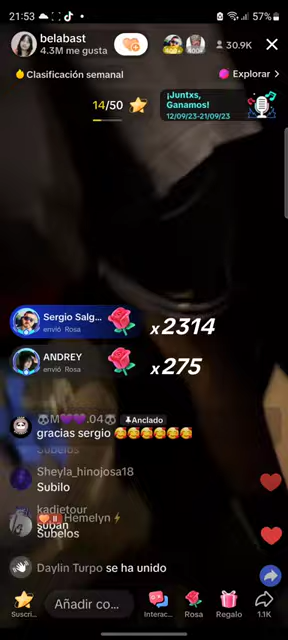 21:53
57%
belabast
4.3M me gusta
30.9K
Clasificación semanal
Explorar >
14/50
¡Juntxs,
Ganamos!
12/09/23-21/09/23
Sergio Salg...
envió Rosa
x2314
ANDREY
envió Rosa
x275
M💜💜.04
Anclado
gracias sergio 🥰🥰🥰🥰🥰🥰
Subelos
Sheyla_hinojosa18
Subilo
kadietour
Hemelyn⚡
suban
Subelos
Daylin Turpo se ha unido
Suscri...
Añadir co...
Interac...
Rosa
Regalo
1.1K